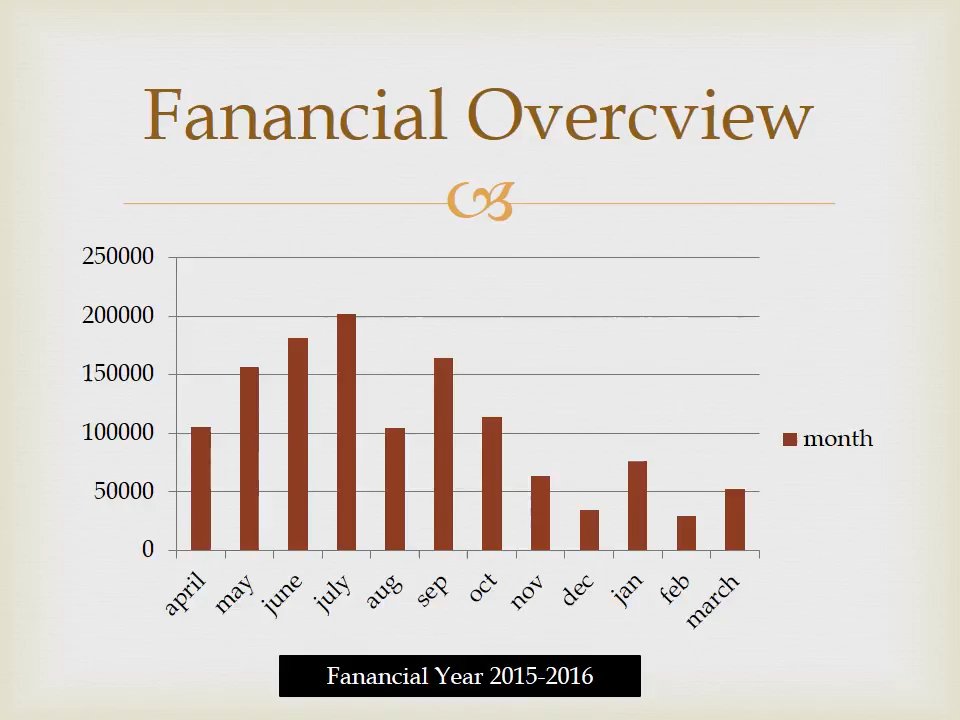 Fanancial Overcview
250000
200000
150000
100000
50000
0
april may june july aug sep oct nov dec jan feb march
month
Fanancial Year 2015-2016